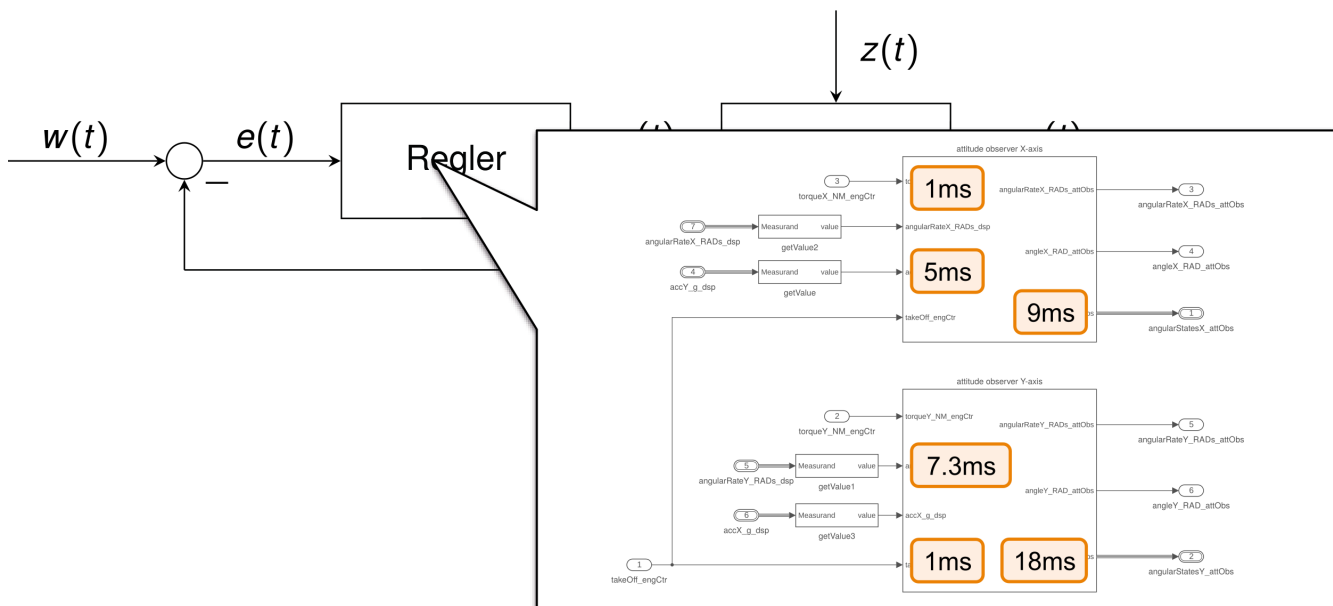 z(t)
w(t)
e(t)
Regler
(t)
(t)
attitude observer X-axis
3
torqueX_NM_engCtr
1ms
angularRateX_RADs_attObs
3
angularRateX_RADs_attObs
7
angularRateX_RADs_dsp
Measurand value
getValue2
angularRateX_RADs_dsp
angleX_RAD_attObs
4
angleX_RAD_attObs
4
accY_g_dsp
Measurand value
getValue
5ms
takeOff_engCtr
9ms
1
angularStatesX_attObs
attitude observer Y-axis
2
torqueY_NM_engCtr
torqueY_NM_engCtr
angularRateY_RADs_attObs
5
angularRateY_RADs_attObs
5
angularRateY_RADs_dsp
Measurand value
getValue1
7.3ms
angleY_RAD_attObs
6
angleY_RAD_attObs
6
accX_g_dsp
Measurand value
getValue3
accX_g_dsp
1
takeOff_engCtr
1ms
18ms
2
angularStatesY_attObs